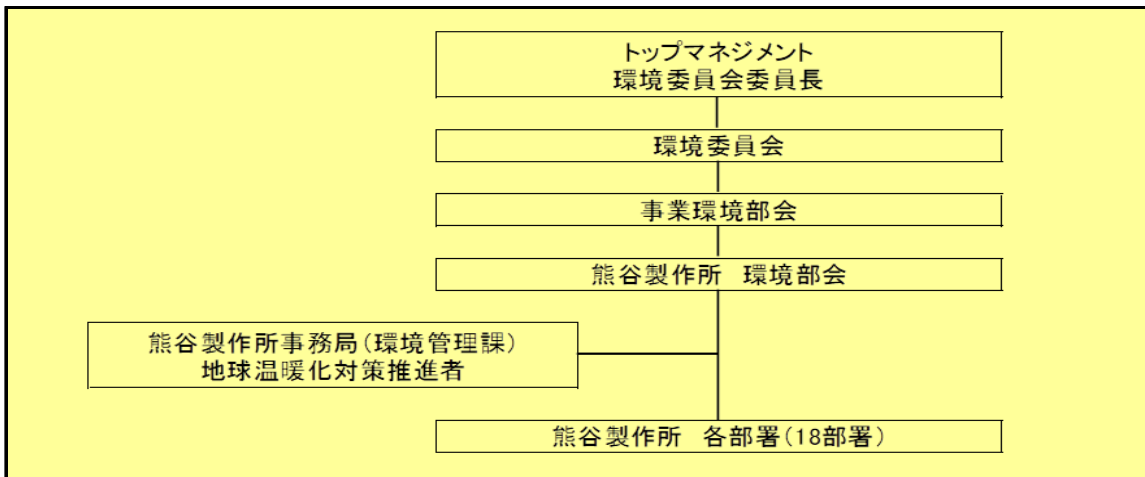 トップマネジメント
環境委員会委員長
環境委員会
事業環境部会
熊谷製作所　環境部会
熊谷製作所事務局(環境管理課)
地球温暖化対策推進者
熊谷製作所　各部署(18部署)